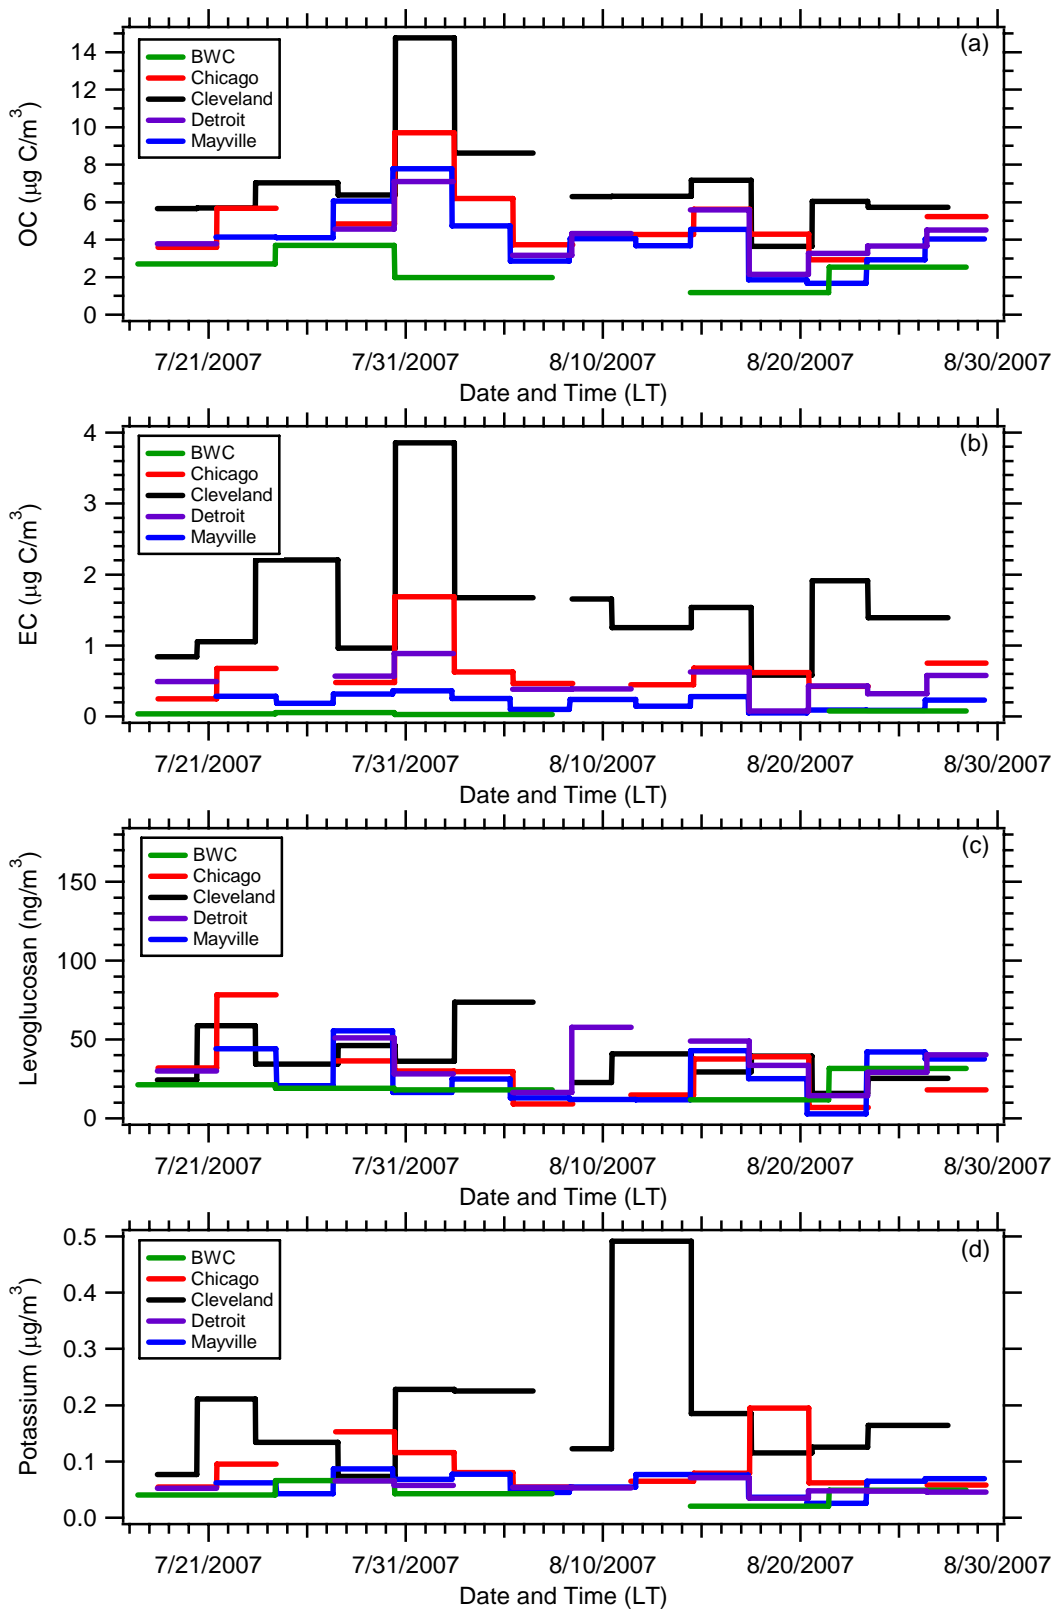 (a)
BWC
Chicago
Cleveland
Detroit
Mayville
OC (µg C/m³)
14
12
10
8
6
4
2
0
7/21/2007 7/31/2007 8/10/2007 8/20/2007 8/30/2007
Date and Time (LT)
(b)
BWC
Chicago
Cleveland
Detroit
Mayville
EC (µg C/m³)
4
3
2
1
0
7/21/2007 7/31/2007 8/10/2007 8/20/2007 8/30/2007
Date and Time (LT)
(c)
BWC
Chicago
Cleveland
Detroit
Mayville
Levoglucosan (ng/m³)
150
100
50
0
7/21/2007 7/31/2007 8/10/2007 8/20/2007 8/30/2007
Date and Time (LT)
(d)
BWC
Chicago
Cleveland
Detroit
Mayville
Potassium (µg/m³)
0.5
0.4
0.3
0.2
0.1
0.0
7/21/2007 7/31/2007 8/10/2007 8/20/2007 8/30/2007
Date and Time (LT)